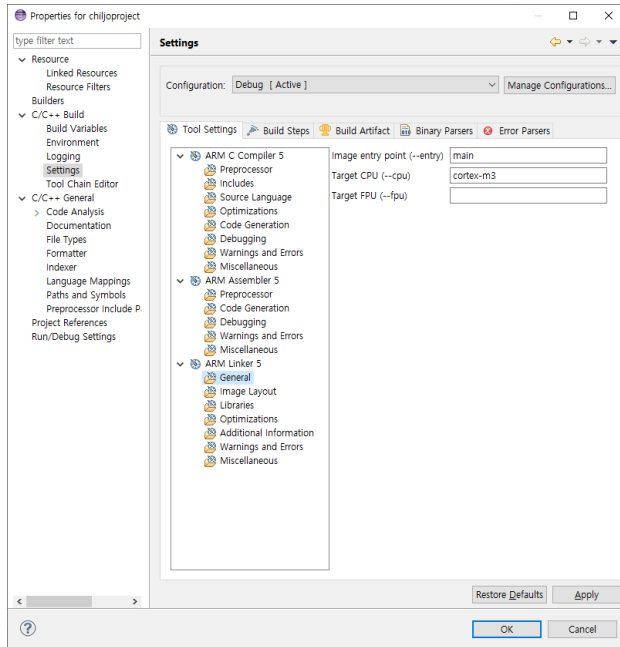 Properties for chiljoproject
type filter text
Resource
Linked Resources
Resource Filters
Builders
C/C++ Build
Build Variables
Environment
Logging
Settings
Tool Chain Editor
C/C++ General
Code Analysis
Documentation
File Types
Formatter
Indexer
Language Mappings
Paths and Symbols
Preprocessor Include P
Project References
Run/Debug Settings
Settings
Configuration: Debug [ Active ] Manage Configurations...
Tool Settings Build Steps Build Artifact Binary Parsers Error Parsers
ARM C Compiler 5
Preprocessor
Includes
Source Language
Optimizations
Code Generation
Debugging
Warnings and Errors
Miscellaneous
ARM Assembler 5
Preprocessor
Code Generation
Debugging
Warnings and Errors
Miscellaneous
ARM Linker 5
General
Image Layout
Libraries
Optimizations
Additional Information
Warnings and Errors
Miscellaneous
Image entry point (--entry) main
Target CPU (--cpu) cortex-m3
Target FPU (--fpu)
Restore Defaults Apply
OK Cancel